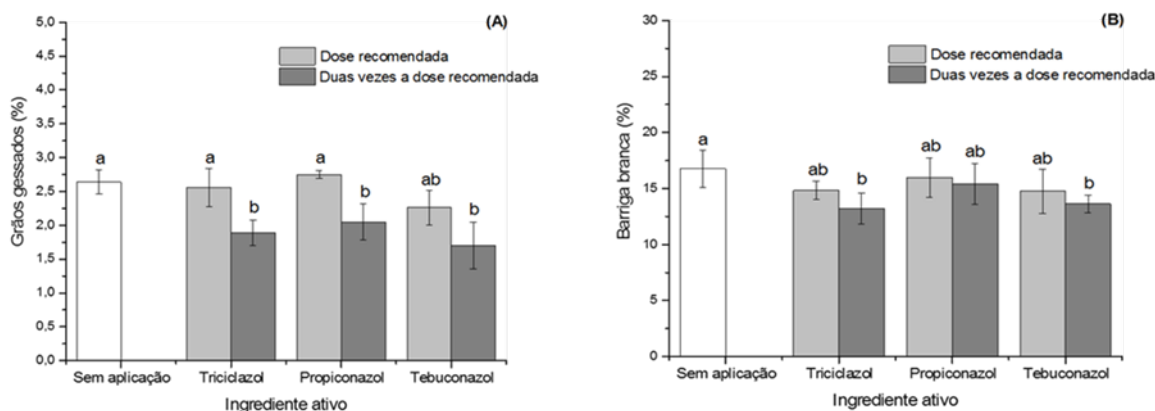 (A)
5,0
4,5
4,0
3,5
3,0
2,5
2,0
1,5
1,0
0,5
0,0
Grãos gessados (%)
Dose recomendada
Duas vezes a dose recomendada
a
a
b
a
b
ab
b
Sem aplicação
Triciclazol
Propiconazol
Tebuconazol
Ingrediente ativo
(B)
30
25
20
15
10
5
0
Barriga branca (%)
Dose recomendada
Duas vezes a dose recomendada
a
ab
b
ab
ab
ab
b
Sem aplicação
Triciclazol
Propiconazol
Tebuconazol
Ingrediente ativo